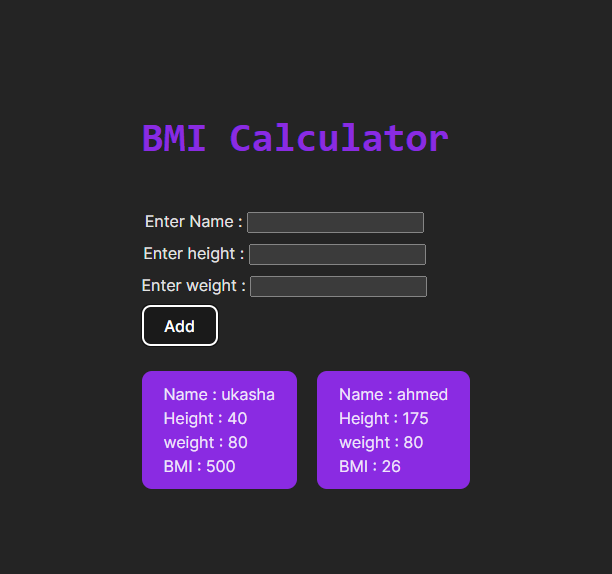 BMI Calculator
Enter Name :
Enter height :
Enter weight :
Add
Name : ukasha
Height : 40
weight : 80
BMI : 500
Name : ahmed
Height : 175
weight : 80
BMI : 26